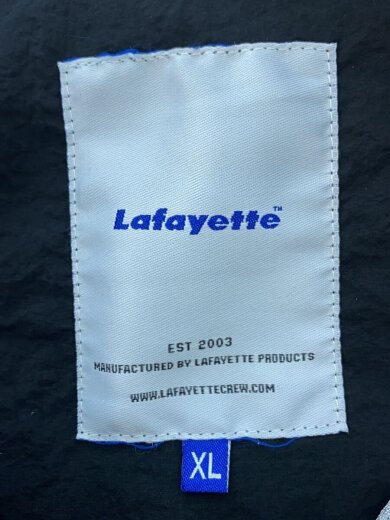 Lafayette™
EST 2003
MANUFACTURED BY LAFAYETTE PRODUCTS
WWW.LAFAYETTECREW.COM
XL